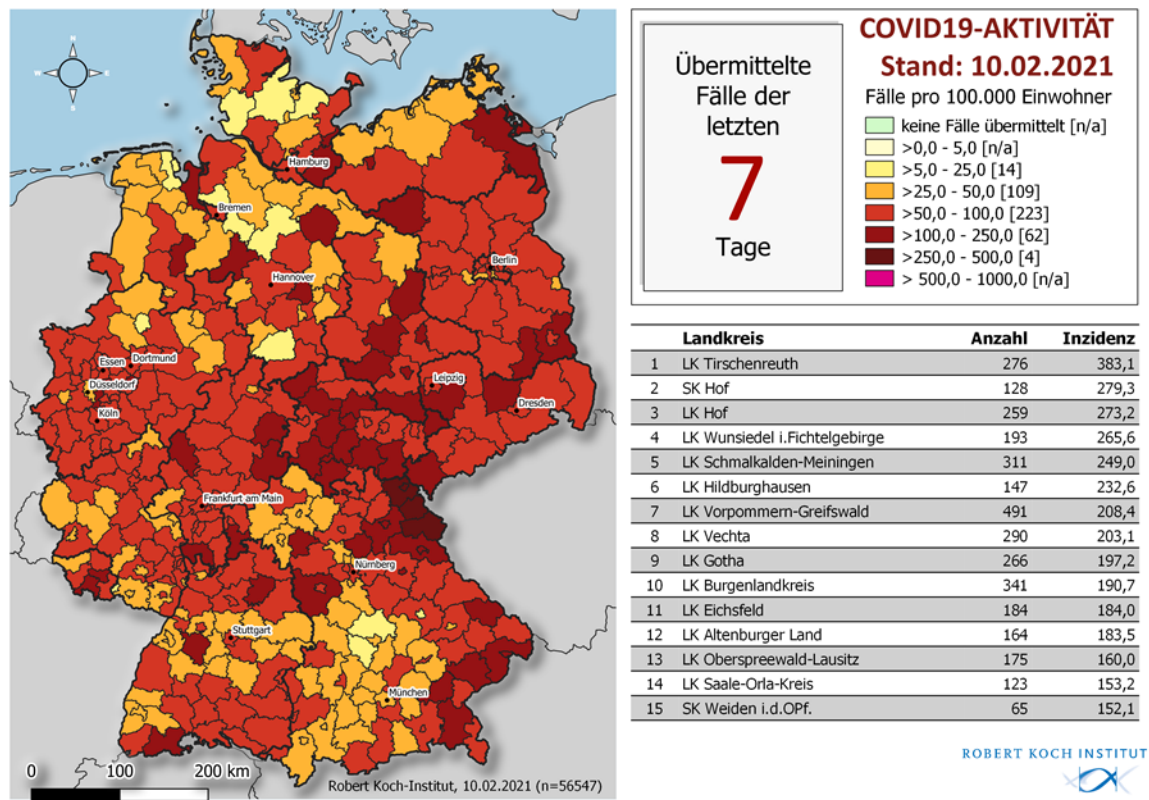 N
W
E
S
Hamburg
Bremen
Berlin
Hannover
Essen
Dortmund
Düsseldorf
Leipzig
Köln
Dresden
Frankfurt am Main
Nürnberg
Stuttgart
München
0 100 200 km
Robert Koch-Institut, 10.02.2021 (n=56547)
Übermittelte
Fälle der
letzten
7
Tage
COVID19-AKTIVITÄT
Stand: 10.02.2021
Fälle pro 100.000 Einwohner
keine Fälle übermittelt [n/a]
>0,0 - 5,0 [n/a]
>5,0 - 25,0 [14]
>25,0 - 50,0 [109]
>50,0 - 100,0 [223]
>100,0 - 250,0 [62]
>250,0 - 500,0 [4]
> 500,0 - 1000,0 [n/a]
Landkreis Anzahl Inzidenz
1 LK Tirschenreuth 276 383,1
2 SK Hof 128 279,3
3 LK Hof 259 273,2
4 LK Wunsiedel i.Fichtelgebirge 193 265,6
5 LK Schmalkalden-Meiningen 311 249,0
6 LK Hildburghausen 147 232,6
7 LK Vorpommern-Greifswald 491 208,4
8 LK Vechta 290 203,1
9 LK Gotha 266 197,2
10 LK Burgenlandkreis 341 190,7
11 LK Eichsfeld 184 184,0
12 LK Altenburger Land 164 183,5
13 LK Oberspreewald-Lausitz 175 160,0
14 LK Saale-Orla-Kreis 123 153,2
15 SK Weiden i.d.OPf. 65 152,1
ROBERT KOCH INSTITUT